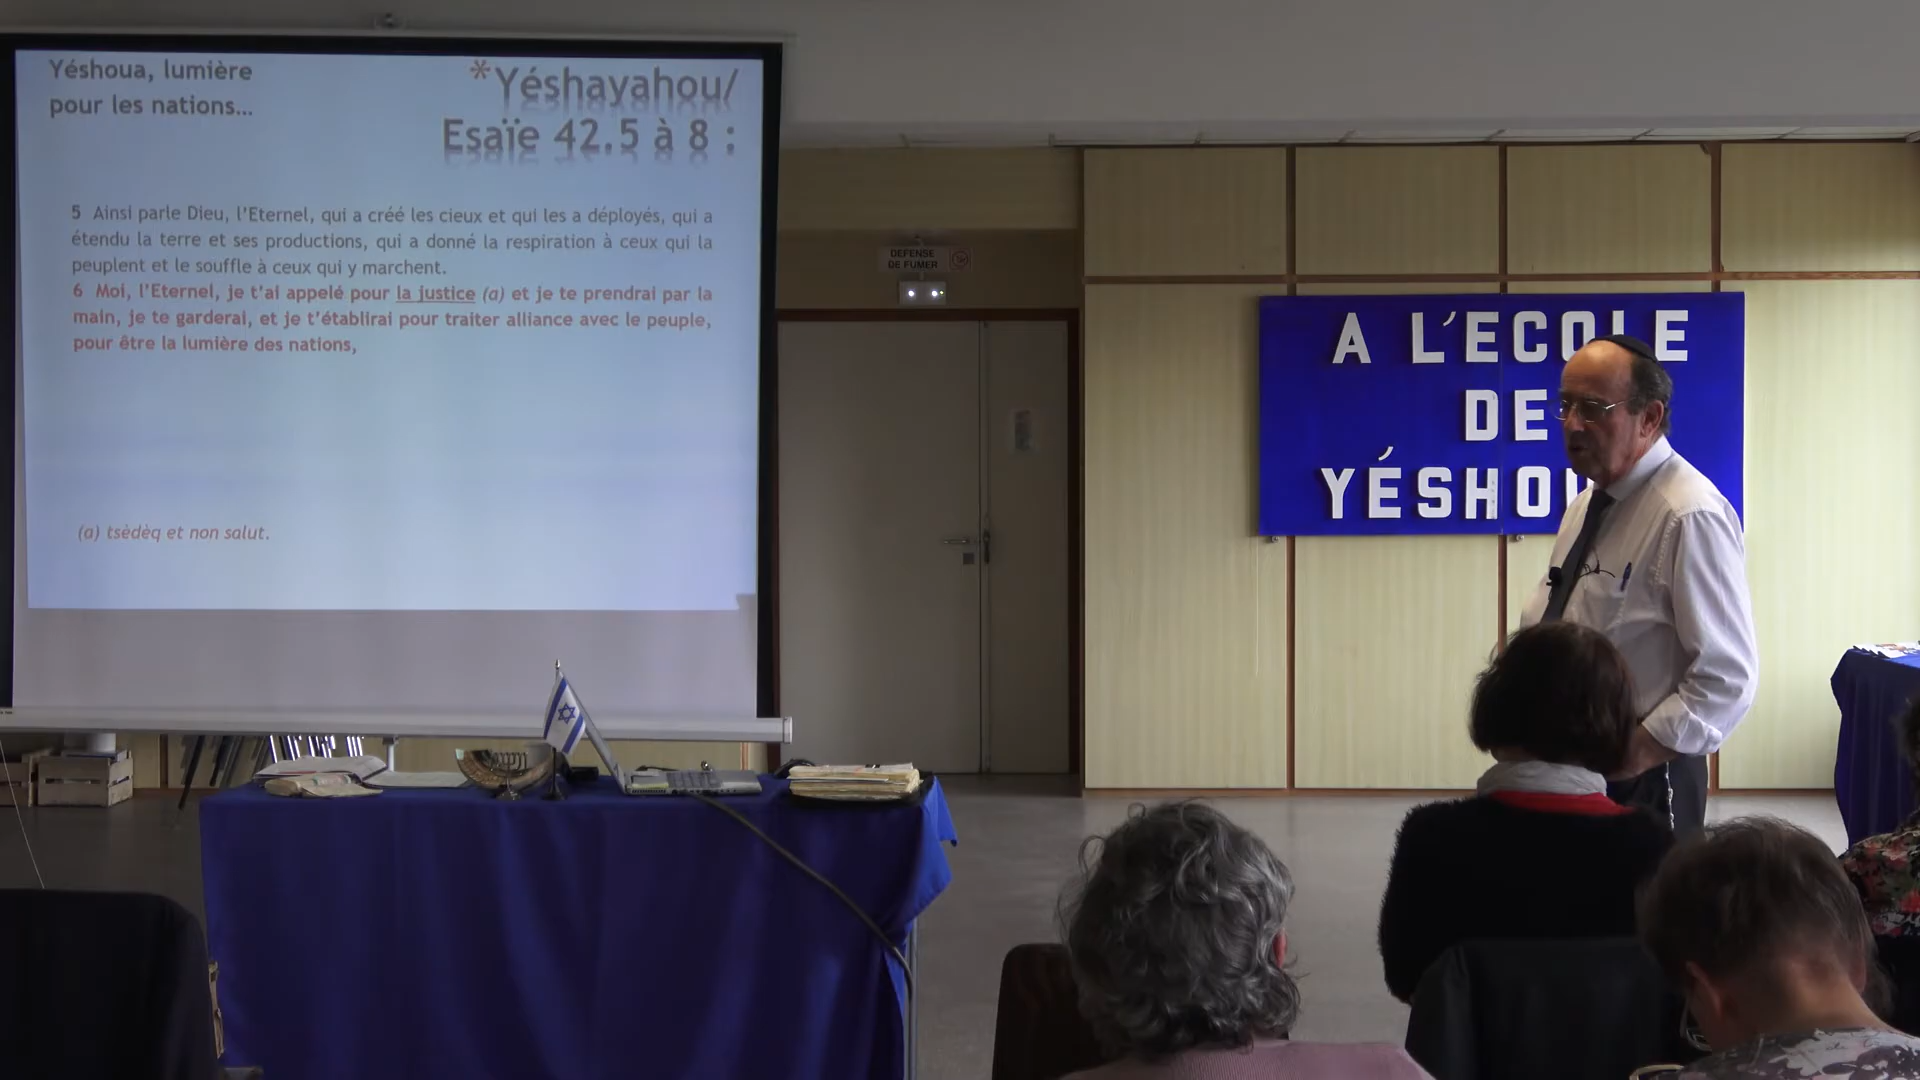 Yéshoua, lumière
pour les nations...
*Yéshayahou/
Esaïe 42.5 à 8 :
5 Ainsi parle Dieu, l'Eternel, qui a créé les cieux et qui les a déployés, qui a
étendu la terre et ses productions, qui a donné la respiration à ceux qui la
peuplent et le souffle à ceux qui y marchent.
6 Moi, l'Eternel, je t'ai appelé pour la justice (a) et je te prendrai par la
main, je te garderai, et je t'établirai pour traiter alliance avec le peuple,
pour être la lumière des nations,
(a) tsèdèq et non salut.
DEFENSE
DE FUMER
A L'ECOLE
DE
YÉSHOU